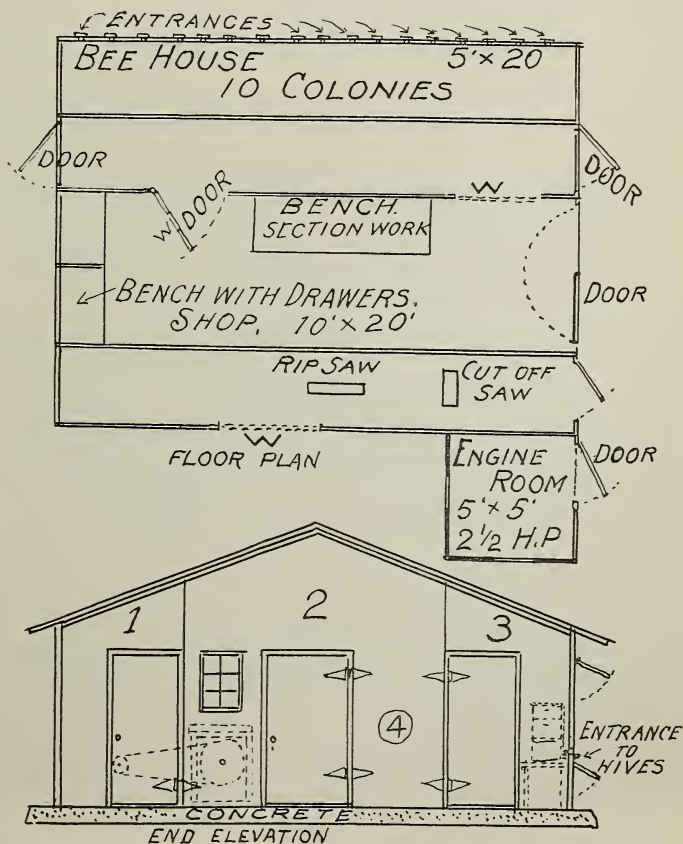 ENTRANCES
BEE HOUSE 5' × 20
10 COLONIES
DOOR
DOOR
W DOOR
W
BENCH.
SECTION WORK
BENCH WITH DRAWERS.
SHOP. 10' × 20'
DOOR
RIP SAW
CUT OFF
SAW
W
FLOOR PLAN
ENGINE
ROOM
5' × 5'
2 1/2 H.P
DOOR
1
2
3
4
ENTRANCE
TO
HIVES
CONCRETE
END ELEVATION